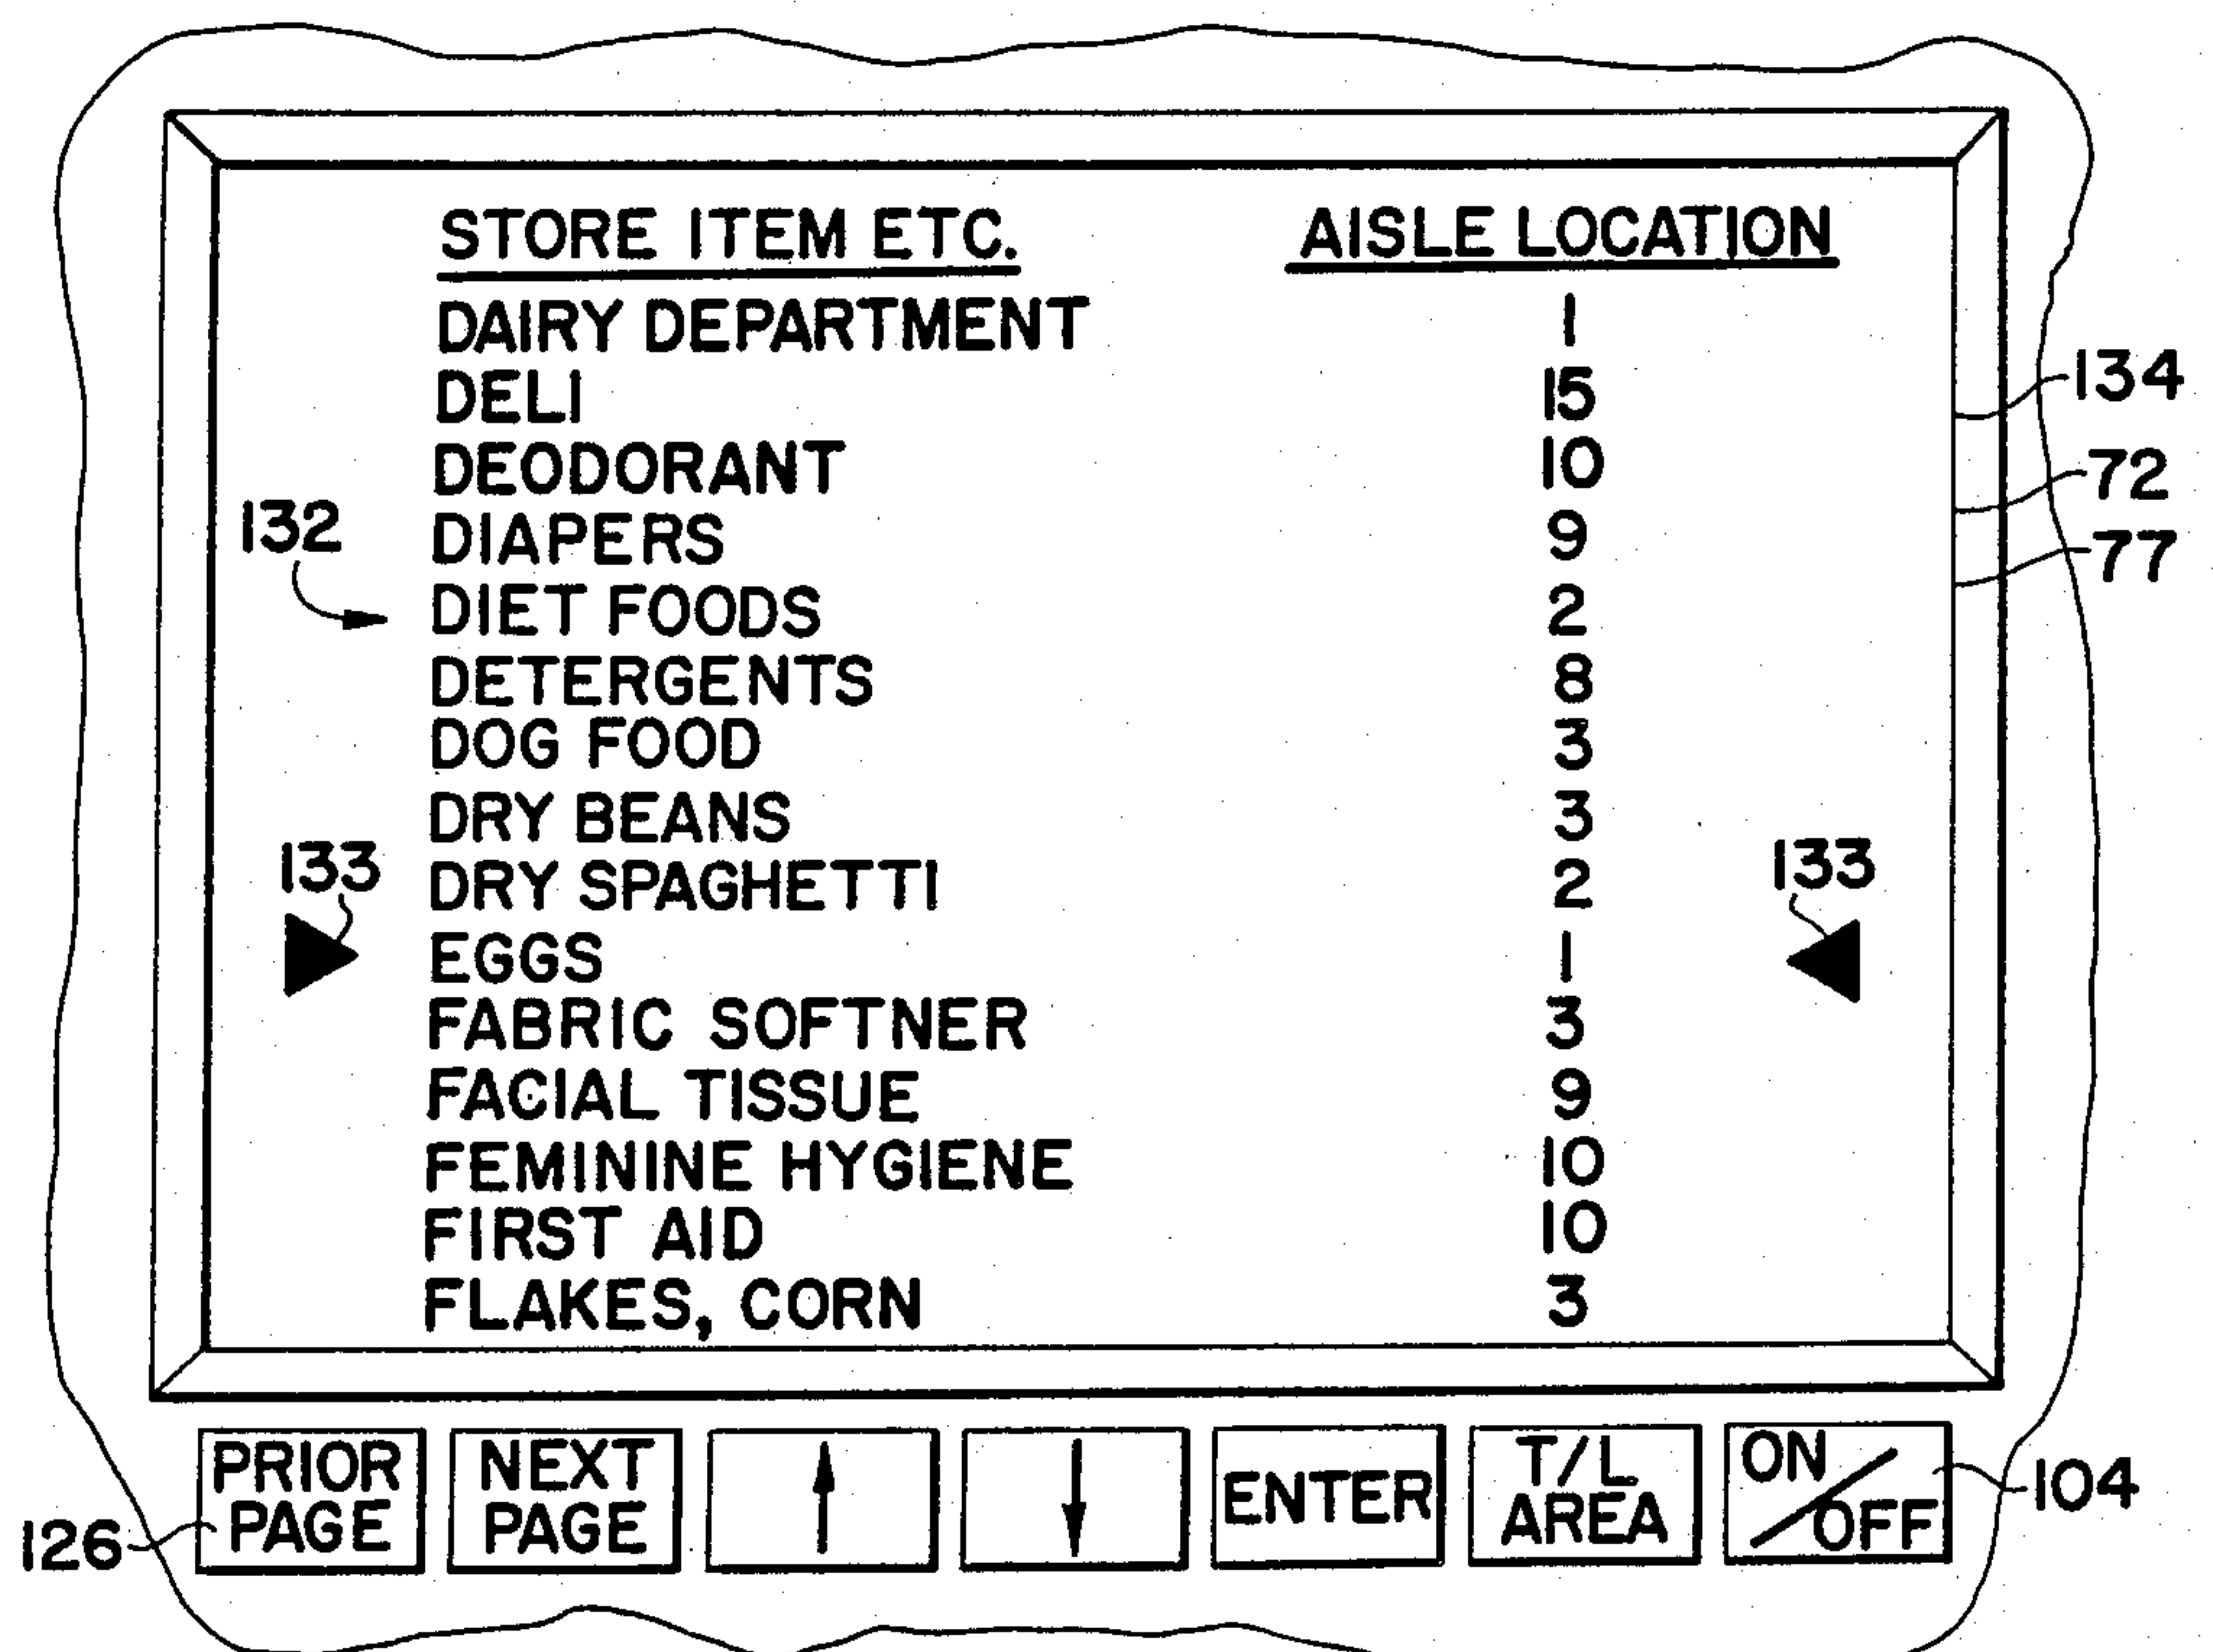 STORE ITEM ETC. AISLE LOCATION
DAIRY DEPARTMENT 1
134
DELI 15
DEODORANT 10
72
132 DIAPERS 9
77
DIET FOODS 2
DETERGENTS 8
DOG FOOD 3
DRY BEANS 3
133 DRY SPAGHETTI 2 133
EGGS 1
FABRIC SOFTNER 3
FACIAL TISSUE 9
FEMININE HYGIENE 10
FIRST AID 10
FLAKES, CORN 3
PRIOR PAGE
NEXT PAGE
↑
↓
ENTER
T/L AREA
ON/OFF
104
126